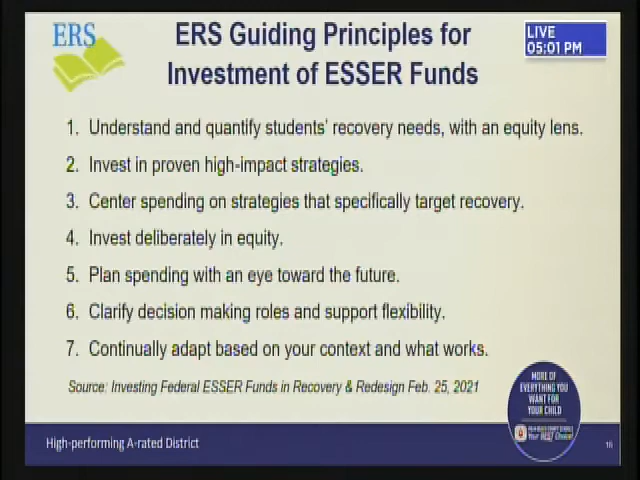 ERS
ERS Guiding Principles for
Investment of ESSER Funds
LIVE
05:01 PM
1. Understand and quantify students' recovery needs, with an equity lens.
2. Invest in proven high-impact strategies.
3. Center spending on strategies that specifically target recovery.
4. Invest deliberately in equity.
5. Plan spending with an eye toward the future.
6. Clarify decision making roles and support flexibility.
7. Continually adapt based on your context and what works.
Source: Investing Federal ESSER Funds in Recovery & Redesign Feb. 25, 2021
MORE OF
EVERYTHING YOU
WANT FOR
YOUR CHILD
Your BEST Choice!
High-performing A-rated District